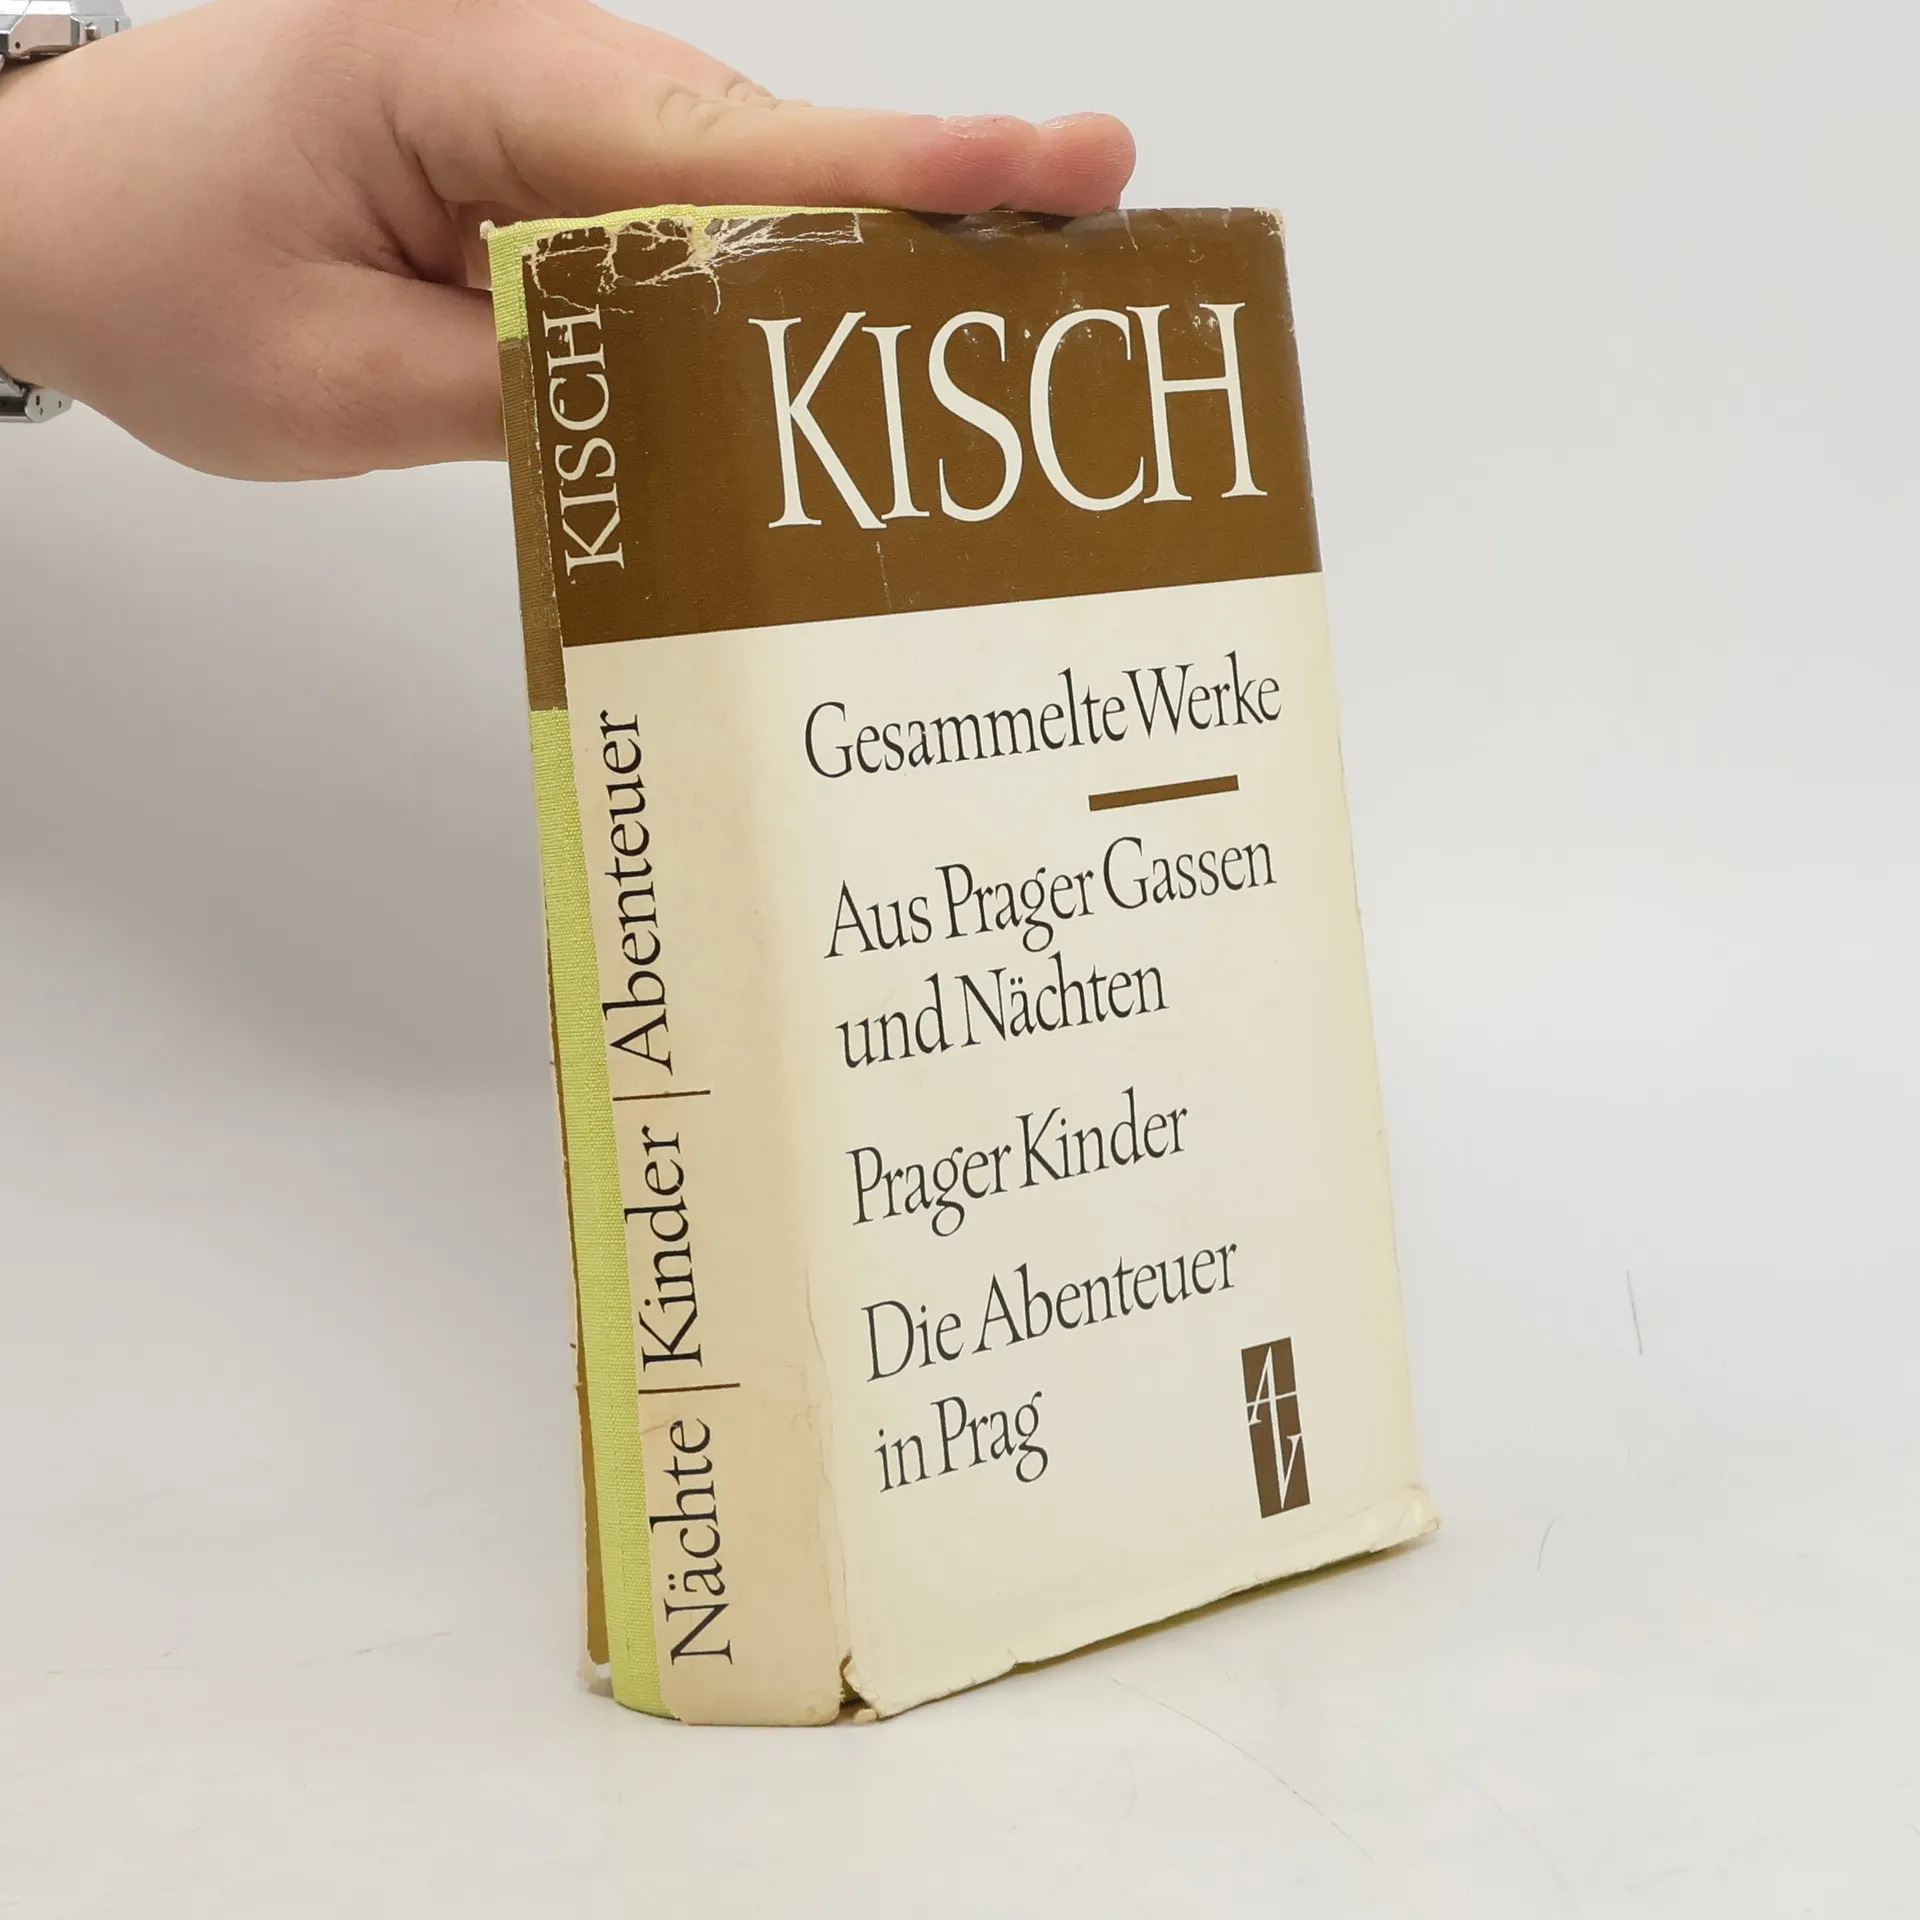 KISCH
Gesammelte Werke
Aus Prager Gassen
und Nächten
Prager Kinder
Die Abenteuer
in Prag
AV
Nächte | Kinder | Abenteuer
KISCH